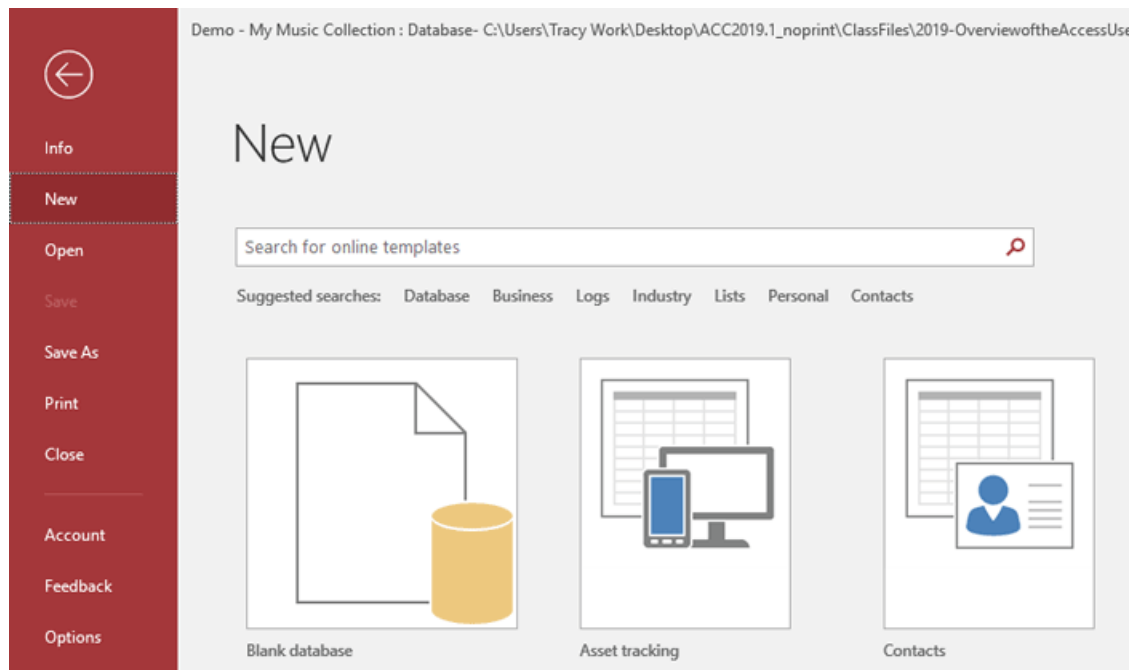 Demo - My Music Collection : Database- C:\Users\Tracy Work\Desktop\ACC2019.1_noprint\ClassFiles\2019-OverviewoftheAccessUse
Info
New
Open
Save
Save As
Print
Close
Account
Feedback
Options
New
Search for online templates
Suggested searches: Database Business Logs Industry Lists Personal Contacts
Blank database
Asset tracking
Contacts